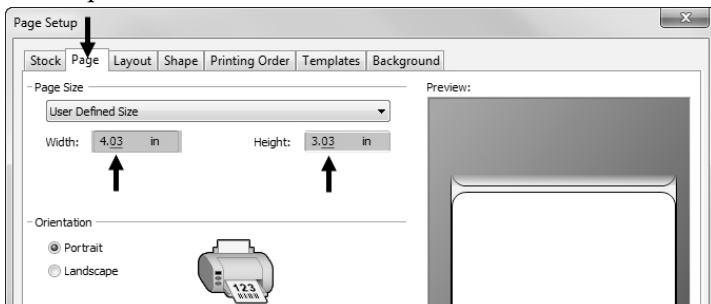 Page Setup
X
Stock Page Layout Shape Printing Order Templates Background
Page Size
Preview:
User Defined Size
Width: 4.03 in Height: 3.03 in
Orientation
Portrait
Landscape
123